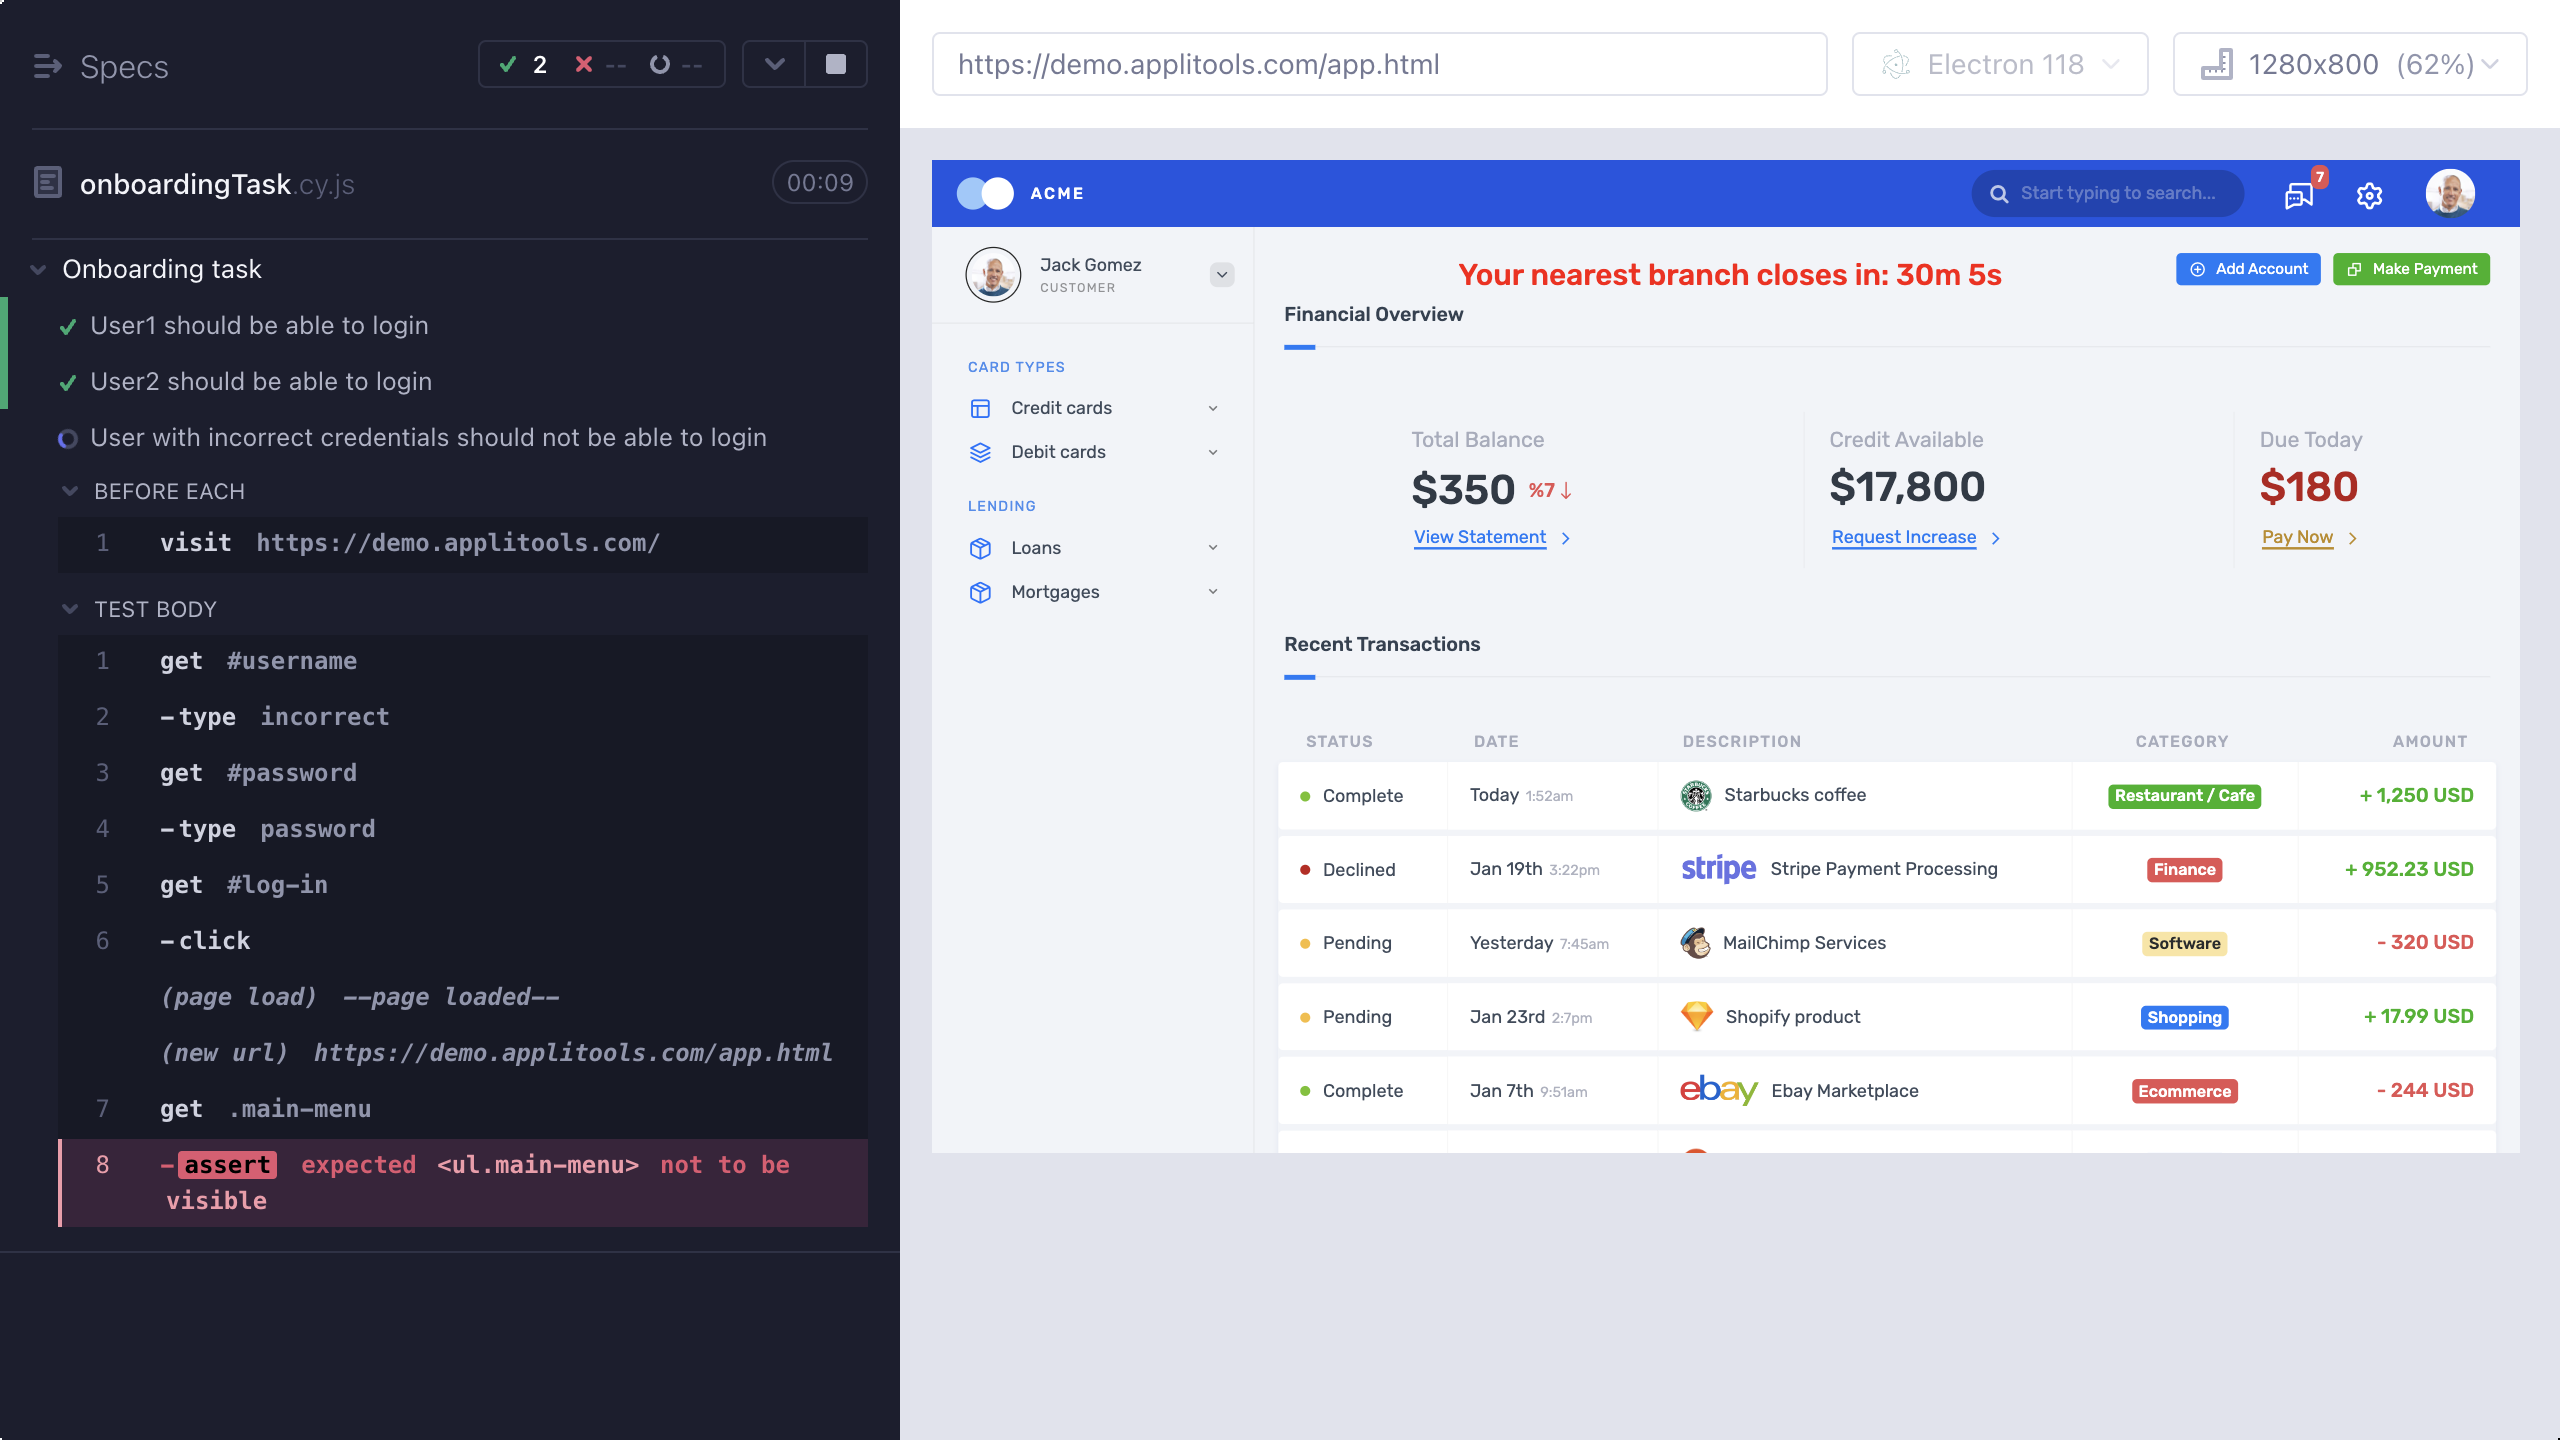 Specs
2 -- --
onboardingTask.cy.js 00:09
Onboarding task
User1 should be able to login
User2 should be able to login
User with incorrect credentials should not be able to login
BEFORE EACH
1 visit https://demo.applitools.com/
TEST BODY
1 get #username
2 -type incorrect
3 get #password
4 -type password
5 get #log-in
6 -click
(page load) --page loaded--
(new url) https://demo.applitools.com/app.html
7 get .main-menu
8 -assert expected <ul.main-menu> not to be
visible
https://demo.applitools.com/app.html Electron 118 1280x800 (62%)
ACME Start typing to search... 7
Jack Gomez
CUSTOMER
CARD TYPES
Credit cards
Debit cards
LENDING
Loans
Mortgages
Your nearest branch closes in: 30m 5s Add Account Make Payment
Financial Overview
Total Balance Credit Available Due Today
$350 %7 $17,800 $180
View Statement Request Increase Pay Now
Recent Transactions
STATUS DATE DESCRIPTION CATEGORY AMOUNT
Complete Today 1:52am Starbucks coffee Restaurant / Cafe + 1,250 USD
Declined Jan 19th 3:22pm stripe Stripe Payment Processing Finance + 952.23 USD
Pending Yesterday 7:45am MailChimp Services Software - 320 USD
Pending Jan 23rd 2:7pm Shopify product Shopping + 17.99 USD
Complete Jan 7th 9:51am ebay Ebay Marketplace Ecommerce - 244 USD